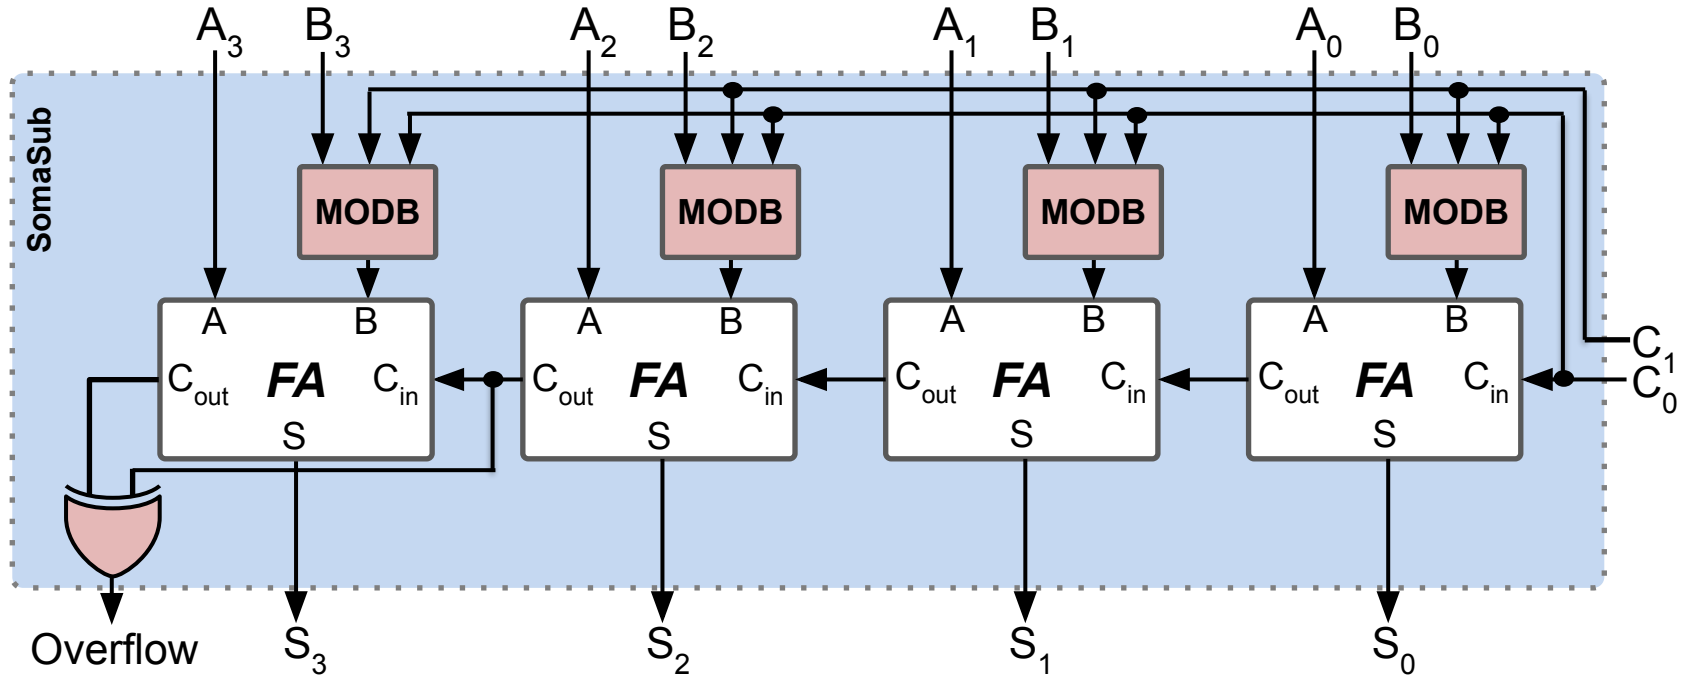 A3 B3 A2 B2 A1 B1 A0 B0
SomaSub
MODB MODB MODB MODB
A B A B A B A B
C1
Cout FA Cin Cout FA Cin Cout FA Cin Cout FA Cin C0
S S S S
Overflow S3 S2 S1 S0